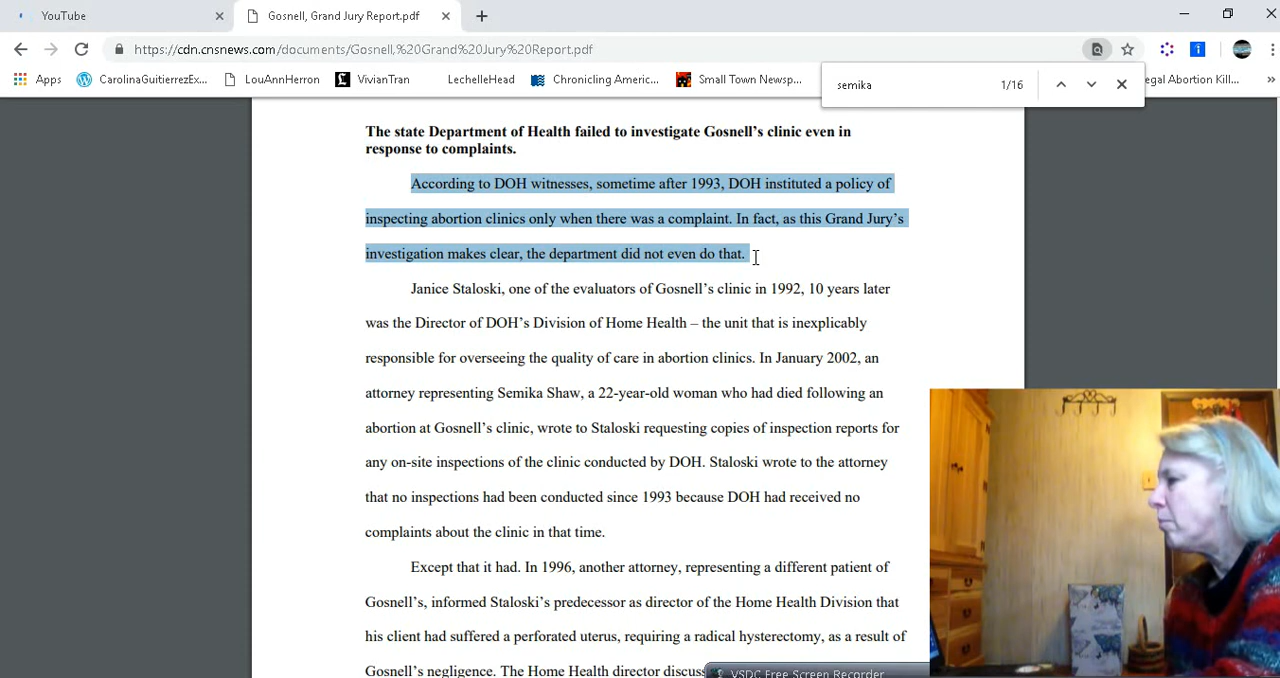 YouTube
Gosnell, Grand Jury Report.pdf
https://cdn.cnsnews.com/documents/Gosnell,%20Grand%20Jury%20Report.pdf
Apps CarolinaGuitierrezEx... LouAnnHerron VivianTran LechelleHead Chronicling Americ... Small Town Newsp... egal Abortion Kill... »
semika 1/16
The state Department of Health failed to investigate Gosnell's clinic even in
response to complaints.
According to DOH witnesses, sometime after 1993, DOH instituted a policy of
inspecting abortion clinics only when there was a complaint. In fact, as this Grand Jury's
investigation makes clear, the department did not even do that.
Janice Staloski, one of the evaluators of Gosnell's clinic in 1992, 10 years later
was the Director of DOH's Division of Home Health – the unit that is inexplicably
responsible for overseeing the quality of care in abortion clinics. In January 2002, an
attorney representing Semika Shaw, a 22-year-old woman who had died following an
abortion at Gosnell's clinic, wrote to Staloski requesting copies of inspection reports for
any on-site inspections of the clinic conducted by DOH. Staloski wrote to the attorney
that no inspections had been conducted since 1993 because DOH had received no
complaints about the clinic in that time.
Except that it had. In 1996, another attorney, representing a different patient of
Gosnell's, informed Staloski's predecessor as director of the Home Health Division that
his client had suffered a perforated uterus, requiring a radical hysterectomy, as a result of
Gosnell's negligence. The Home Health director discuss
VSDC Free Screen Recorder